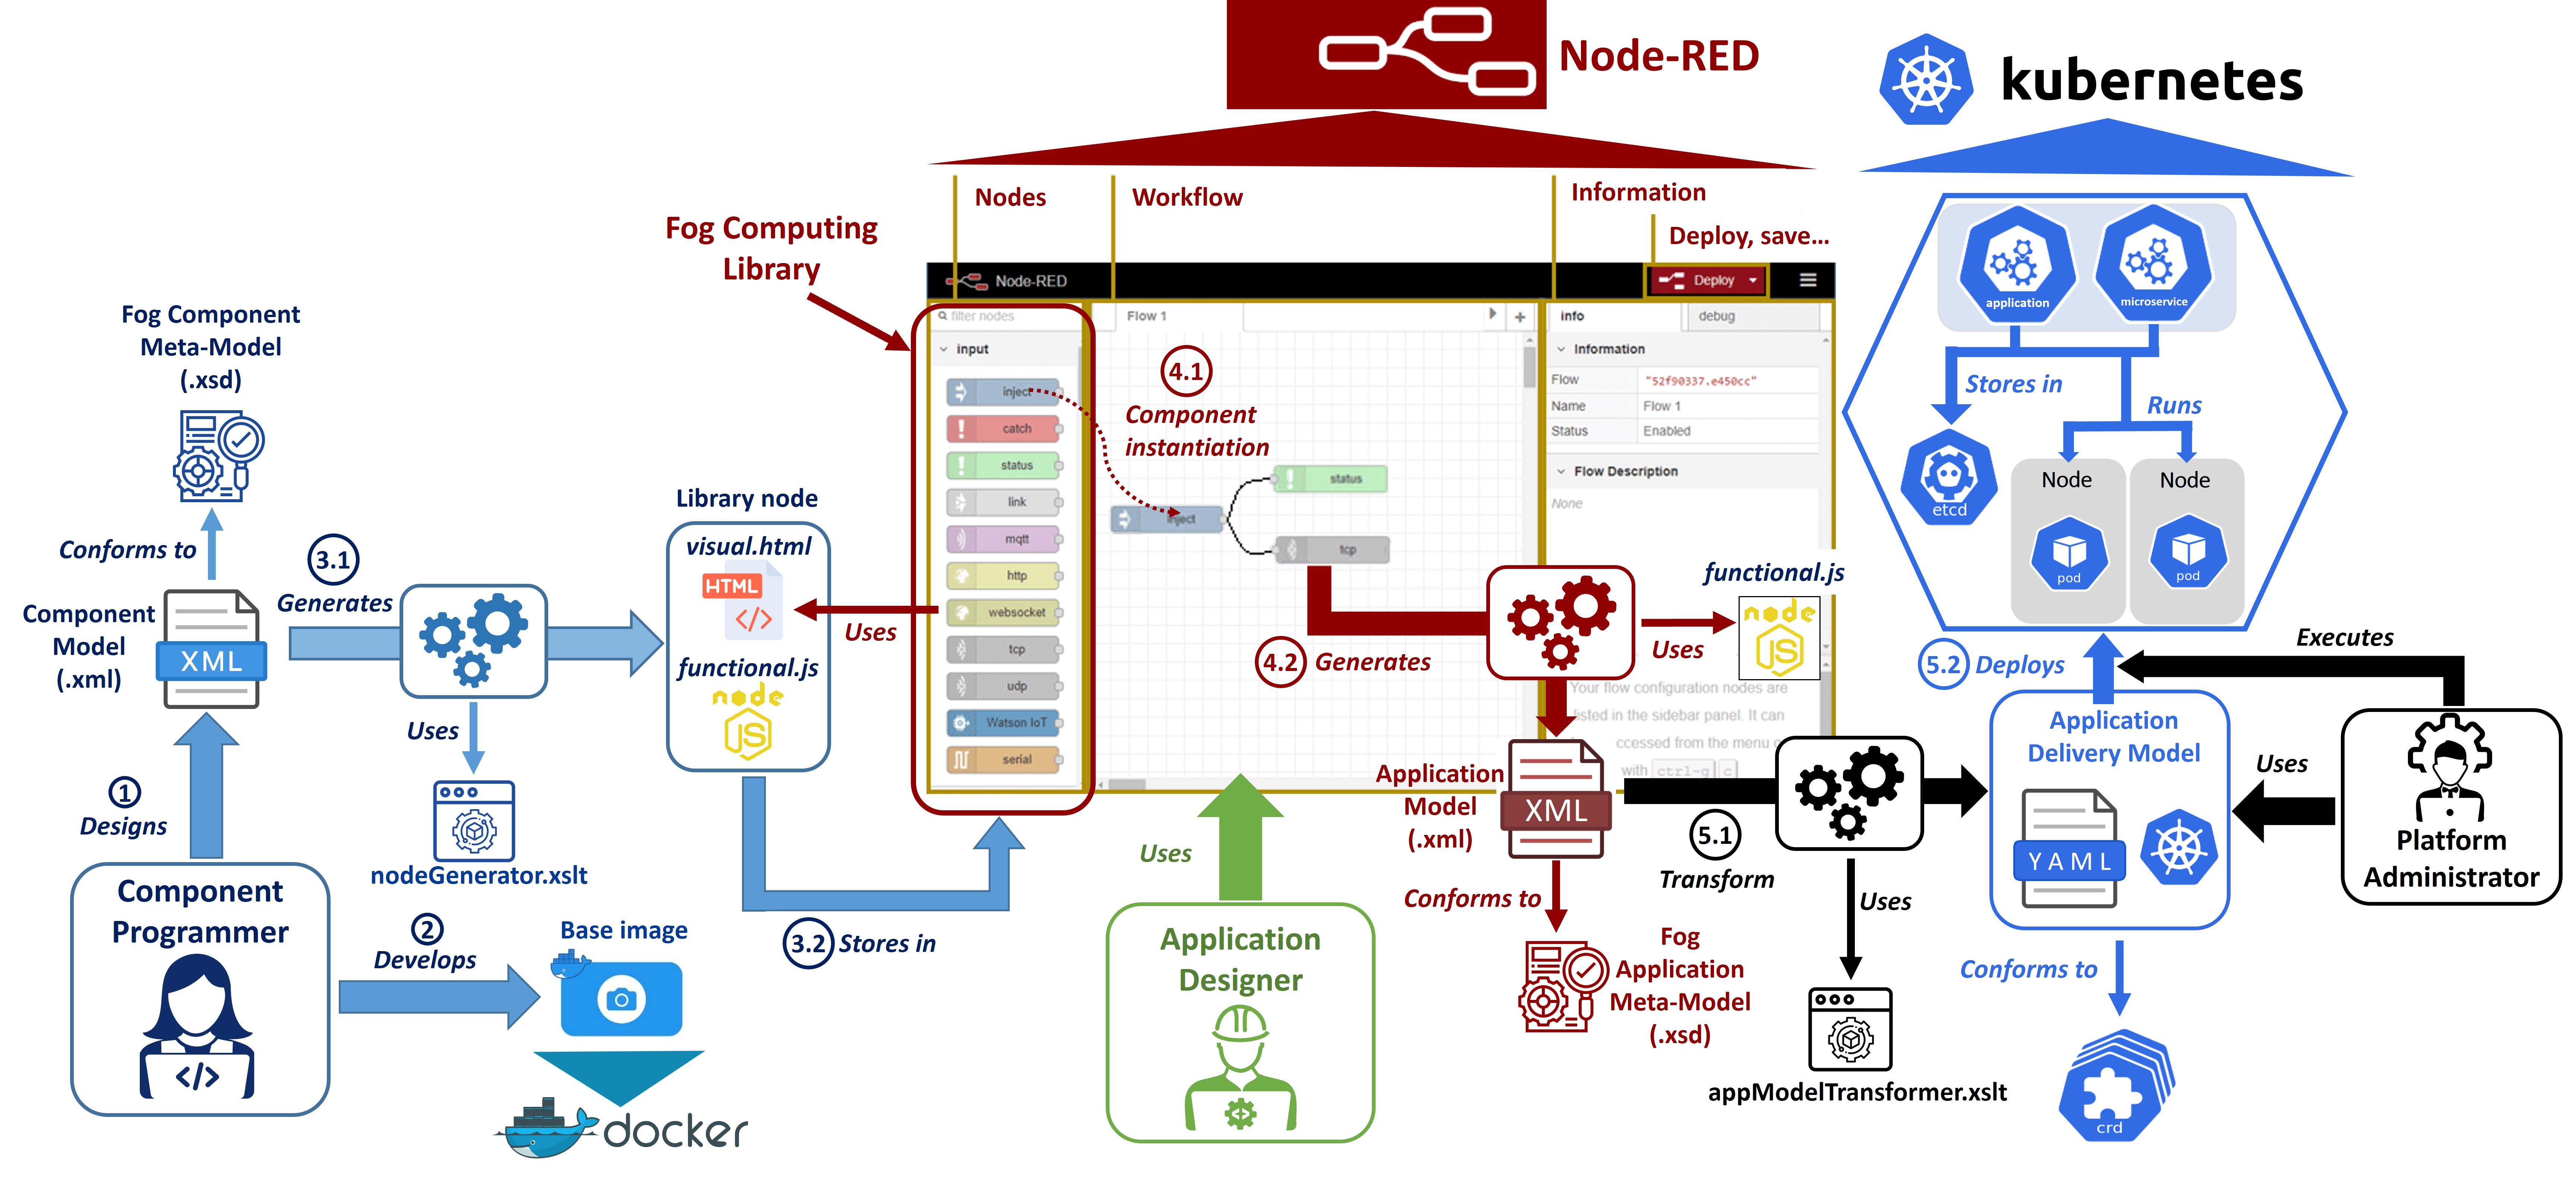 Node-RED
kubernetes
Nodes
Workflow
Information
Deploy, save...
Fog Computing
Library
Node-RED
Deploy
filter nodes
Flow 1
info
debug
input
Information
Flow
"52f90337.e450cc"
Name
Flow 1
Status
Enabled
Flow Description
None
inject
catch
status
link
mqtt
http
websocket
tcp
udp
Watson IoT
serial
4.1
Component
instantiation
inject
status
tcp
4.2
Generates
Uses
functional.js
node
JS
Your flow configuration nodes are
listed in the sidebar panel. It can
ccessed from the menu
with ctrl-g c
Fog Component
Meta-Model
(.xsd)
Conforms to
Component
Model
(.xml)
XML
3.1
Generates
Uses
nodeGenerator.xslt
Library node
visual.html
HTML
</>
functional.js
node
JS
Uses
1
Designs
Component
Programmer
</>
2
Develops
Base image
docker
3.2
Stores in
Uses
Application
Designer
Application
Model
(.xml)
XML
Conforms to
Fog
Application
Meta-Model
(.xsd)
5.1
Transform
Uses
appModelTransformer.xslt
application
microservice
Stores in
Runs
etcd
Node
pod
Node
pod
5.2
Deploys
Executes
Application
Delivery Model
YAML
Uses
Platform
Administrator
Conforms to
crd